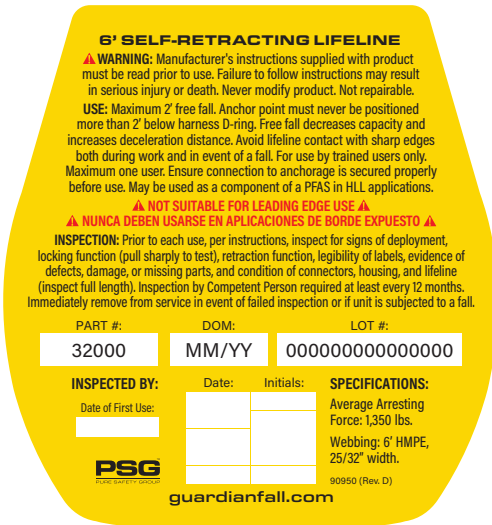 6' SELF-RETRACTING LIFELINE
⚠ WARNING: Manufacturer's instructions supplied with product
must be read prior to use. Failure to follow instructions may result
in serious injury or death. Never modify product. Not repairable.
USE: Maximum 2' free fall. Anchor point must never be positioned
more than 2' below harness D-ring. Free fall decreases capacity and
increases deceleration distance. Avoid lifeline contact with sharp edges
both during work and in event of a fall. For use by trained users only.
Maximum one user. Ensure connection to anchorage is secured properly
before use. May be used as a component of a PFAS in HLL applications.
⚠ NOT SUITABLE FOR LEADING EDGE USE ⚠
⚠ NUNCA DEBEN USARSE EN APLICACIONES DE BORDE EXPUESTO ⚠
INSPECTION: Prior to each use, per instructions, inspect for signs of deployment,
locking function (pull sharply to test), retraction function, legibility of labels, evidence of
defects, damage, or missing parts, and condition of connectors, housing, and lifeline
(inspect full length). Inspection by Competent Person required at least every 12 months.
Immediately remove from service in event of failed inspection or if unit is subjected to a fall.
PART #: DOM: LOT #:
32000 MM/YY 000000000000000
INSPECTED BY: Date: Initials: SPECIFICATIONS:
Date of First Use:
Average Arresting
Force: 1,350 lbs.
Webbing: 6' HMPE,
25/32" width.
PSG
PURE SAFETY GROUP
90950 (Rev. D)
guardianfall.com